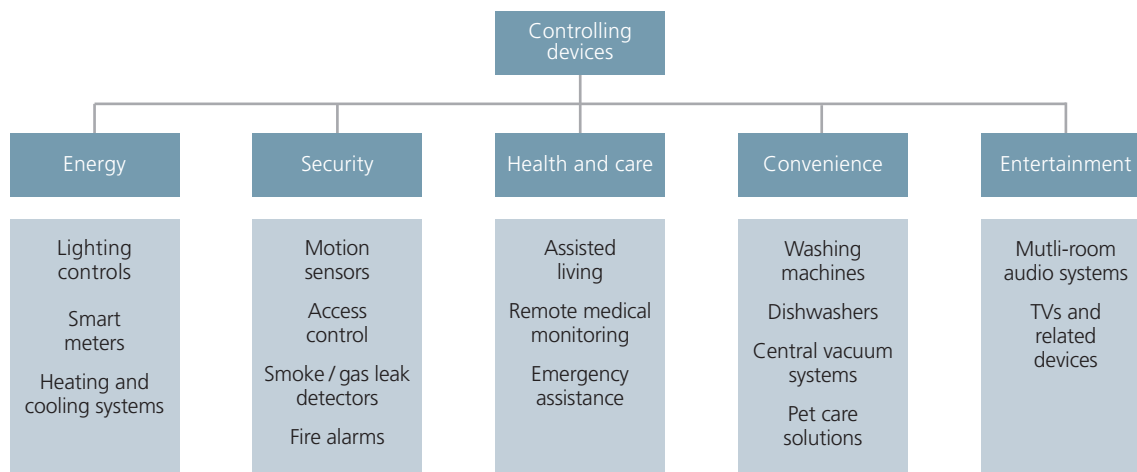 Controlling
devices
Energy
Security
Health and care
Convenience
Entertainment
Lighting
controls
Smart
meters
Heating and
cooling systems
Motion
sensors
Access
control
Smoke / gas leak
detectors
Fire alarms
Assisted
living
Remote medical
monitoring
Emergency
assistance
Washing
machines
Dishwashers
Central vacuum
systems
Pet care
solutions
Mutli-room
audio systems
TVs and
related
devices